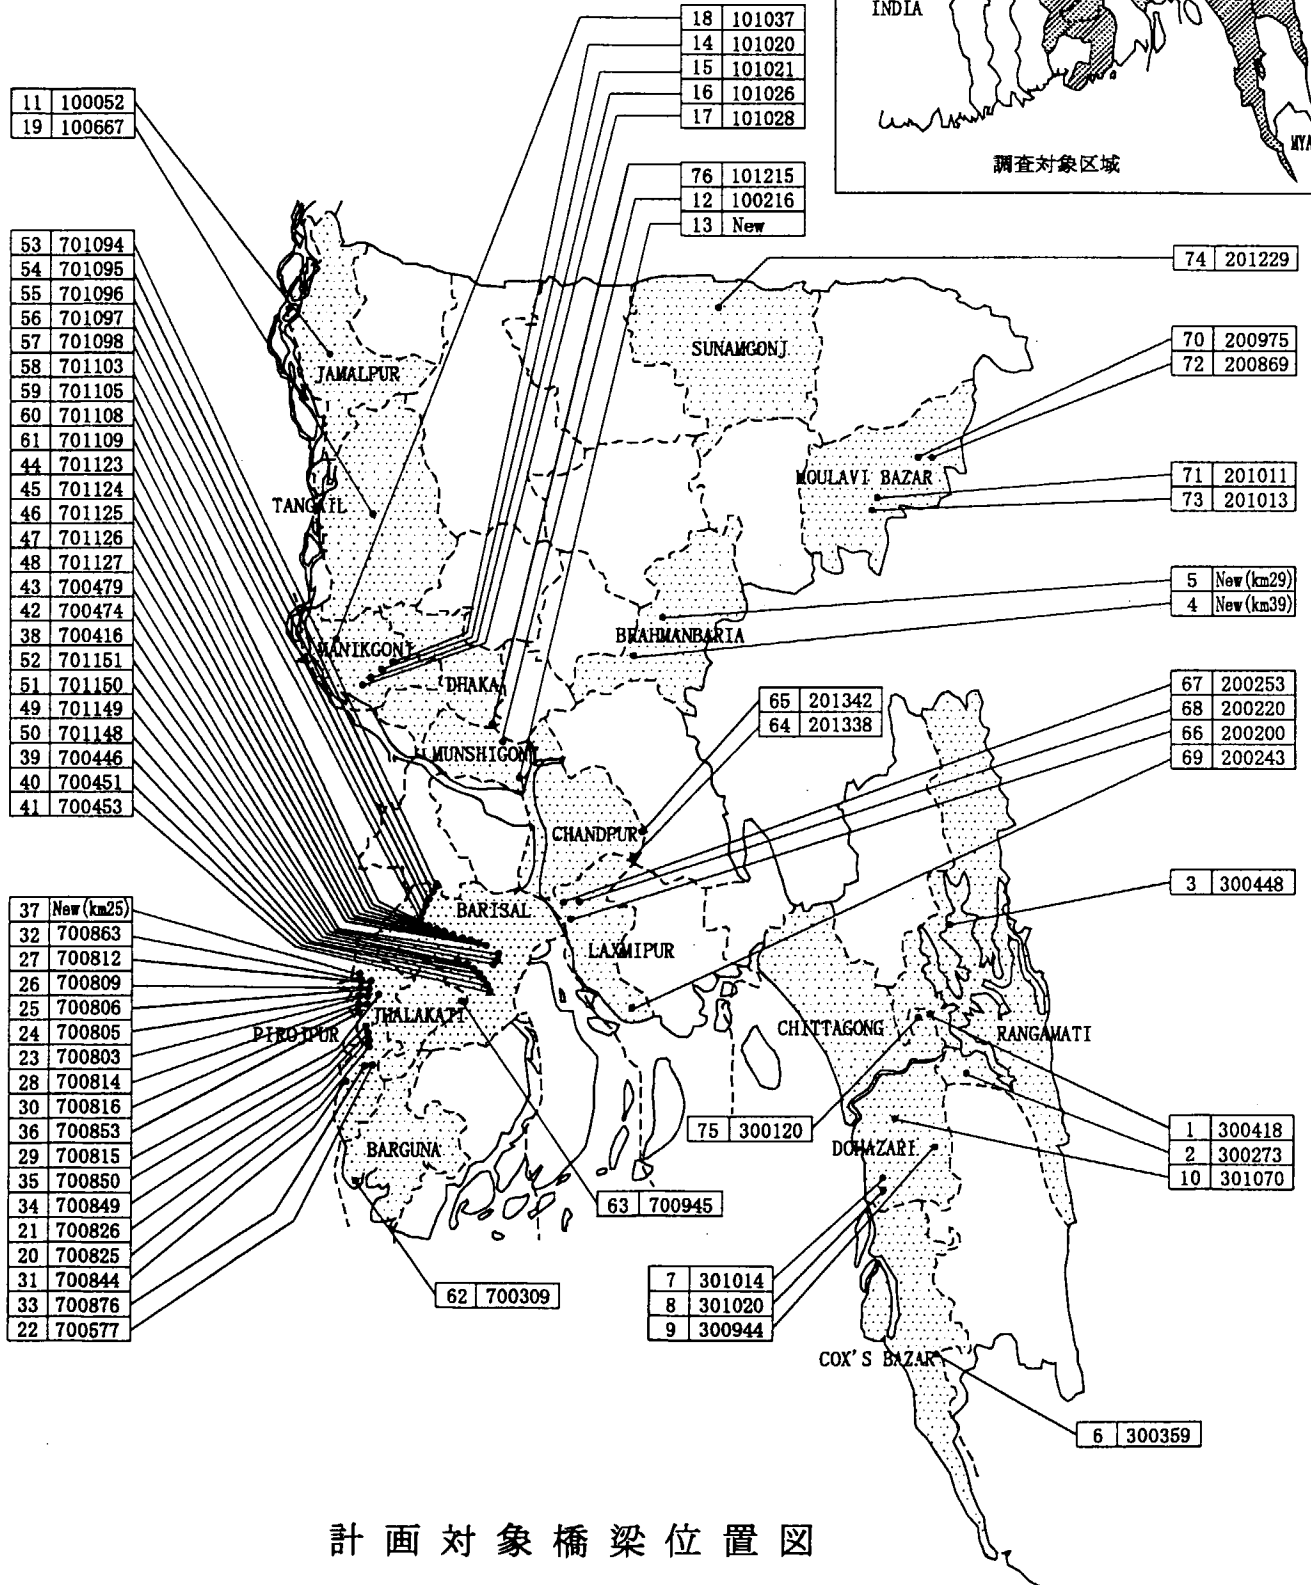 18 101037
14 101020
15 101021
16 101026
17 101028
INDIA
調査対象区域
11 100052
19 100667
76 101215
12 100216
13 New
53 701094
54 701095
55 701096
56 701097
57 701098
58 701103
59 701105
60 701108
61 701109
44 701123
45 701124
46 701125
47 701126
48 701127
43 700479
42 700474
38 700416
52 701151
51 701150
49 701149
50 701148
39 700446
40 700451
41 700453
74 201229
70 200975
72 200869
71 201011
73 201013
5 New(km29)
4 New(km39)
67 200253
68 200220
66 200200
69 200243
65 201342
64 201338
3 300448
SUNAMGONJ
JAMALPUR
MOULAVI BAZAR
TANGAIL
BRAHMANBARIA
MANIKGONJ
DHAKA
MUNSHIGONJ
CHANDPUR
BARISAL
LAXMIPUR
JHALAKATI
PIROJPUR
CHITTAGONG
RANGAMATI
BARGUNA
DOHAZARI
COX'S BAZAR
37 New(km25)
32 700863
27 700812
26 700809
25 700806
24 700805
23 700803
28 700814
30 700816
36 700853
29 700815
35 700850
34 700849
21 700826
20 700825
31 700844
33 700876
22 700577
75 300120
1 300418
2 300273
10 301070
63 700945
62 700309
7 301014
8 301020
9 300944
6 300359
計画対象橋梁位置図